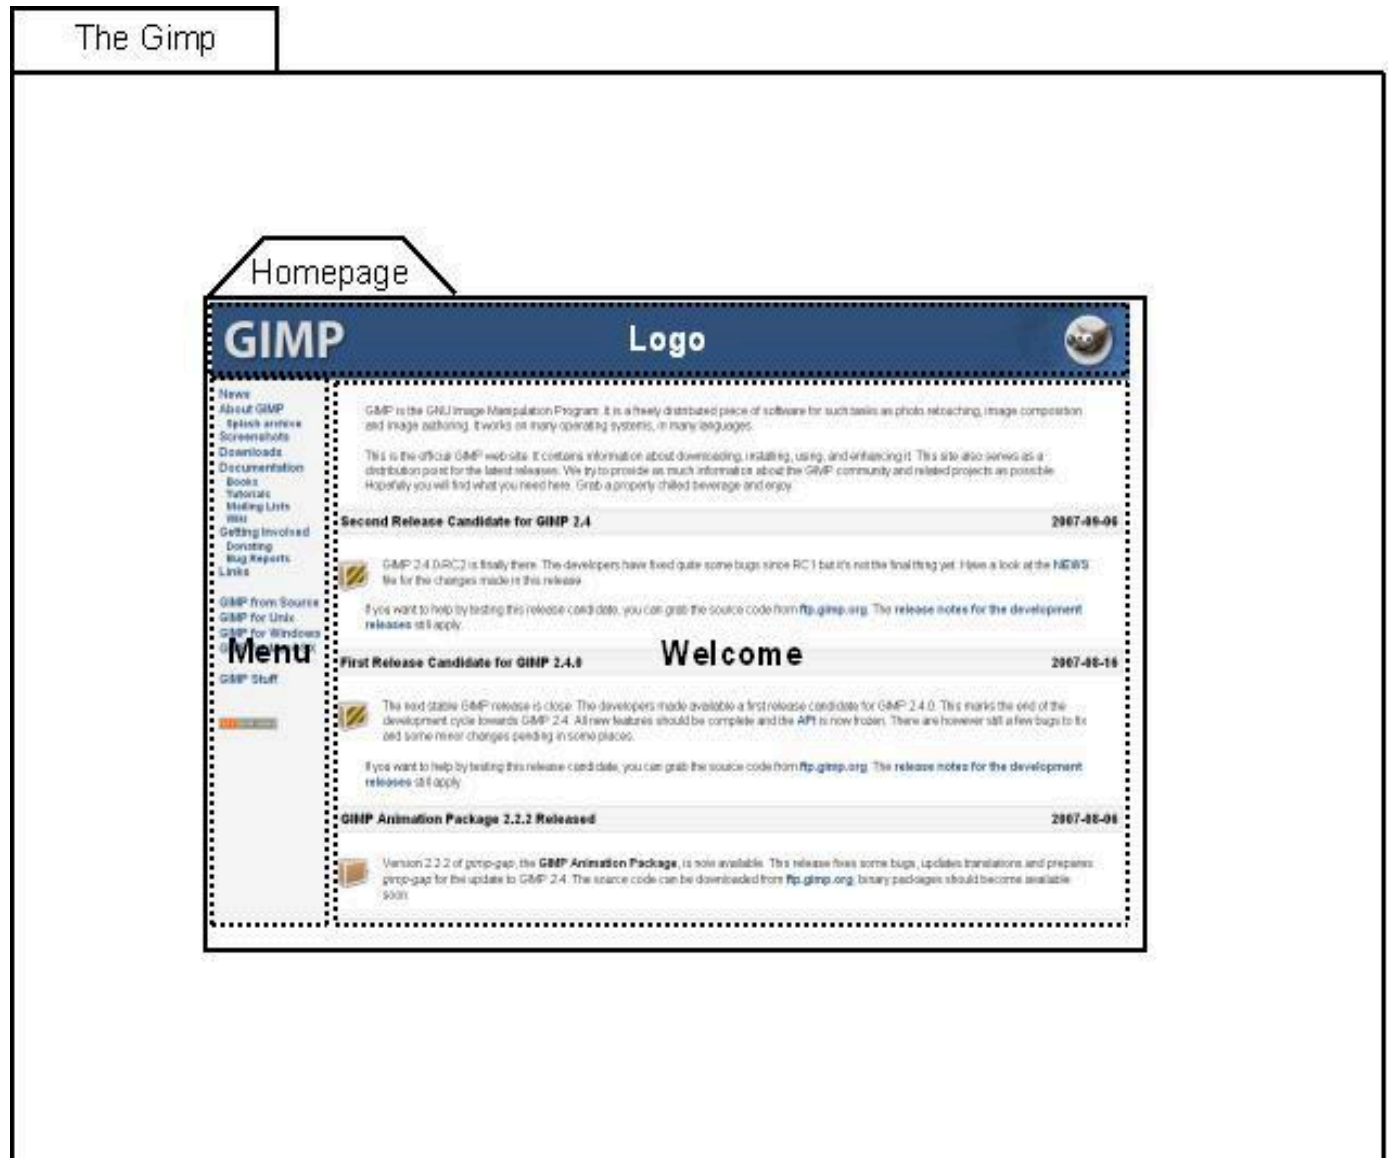 The Gimp
Homepage
GIMP
Logo
News
About GIMP
Splash archive
Screenshots
Downloads
Documentation
Books
Tutorials
Mailing Lists
Wiki
Getting Involved
Donating
Bug Reports
Links
GIMP from Source
GIMP for Unix
GIMP for Windows
Menu
GIMP Stuff
GIMP is the GNU Image Manipulation Program. It is a freely distributed piece of software for such tasks as photo retouching, image composition
and image authoring. It works on many operating systems, in many languages.
This is the official GIMP web site. It contains information about downloading, installing, using, and enhancing it. This site also serves as a
distribution point for the latest releases. We try to provide as much information about the GIMP community and related projects as possible.
Hopefully you will find what you need here. Grab a properly chilled beverage and enjoy.
Second Release Candidate for GIMP 2.4 2007-09-06
GIMP 2.4.0-RC2 is finally there. The developers have fixed quite some bugs since RC1 but it's not the final thing yet. Have a look at the NEWS
file for the changes made in this release.
If you want to help by testing this release candidate, you can grab the source code from ftp.gimp.org. The release notes for the development
releases still apply.
Welcome
First Release Candidate for GIMP 2.4.0 2007-08-16
The next stable GIMP release is close. The developers made available a first release candidate for GIMP 2.4.0. This marks the end of the
development cycle towards GIMP 2.4. All new features should be complete and the API is now frozen. There are however still a few bugs to fix
and some minor changes pending in some places.
If you want to help by testing this release candidate, you can grab the source code from ftp.gimp.org. The release notes for the development
releases still apply.
GIMP Animation Package 2.2.2 Released 2007-08-06
Version 2.2.2 of gimp-gap, the GIMP Animation Package, is now available. This release fixes some bugs, updates translations and prepares
gimp-gap for the update to GIMP 2.4. The source code can be downloaded from ftp.gimp.org, binary packages should become available
soon.